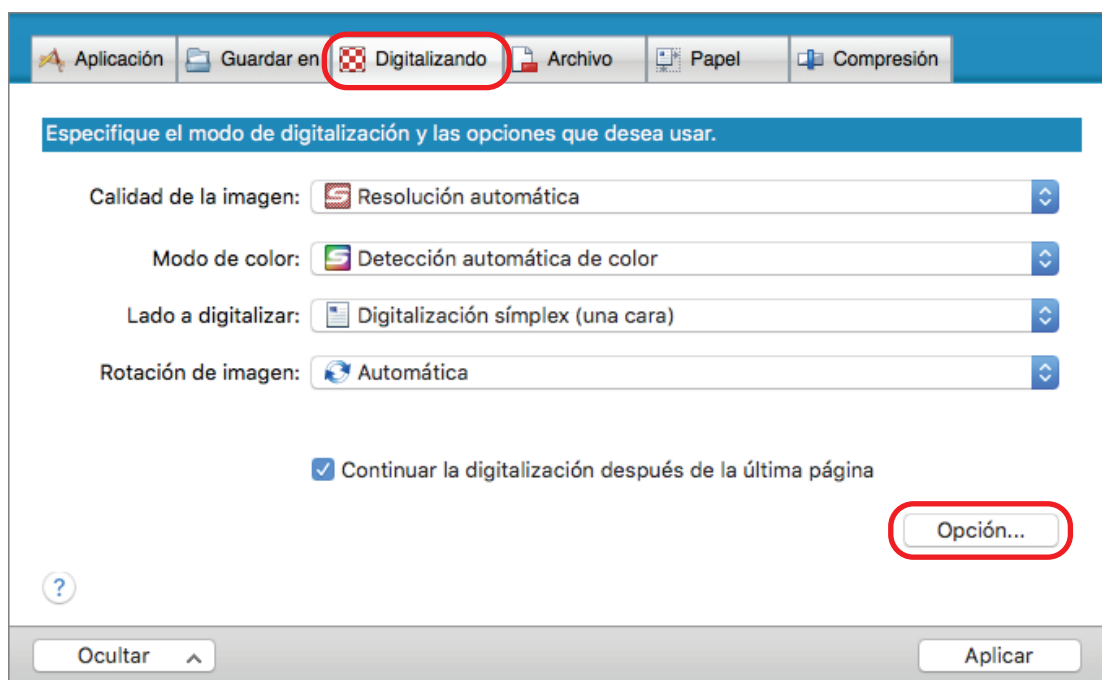 Aplicación Guardar en Digitalizando Archivo Papel Compresión
Especifique el modo de digitalización y las opciones que desea usar.
Calidad de la imagen: Resolución automática
Modo de color: Detección automática de color
Lado a digitalizar: Digitalización símplex (una cara)
Rotación de imagen: Automática
Continuar la digitalización después de la última página
Opción...
?
Ocultar Aplicar